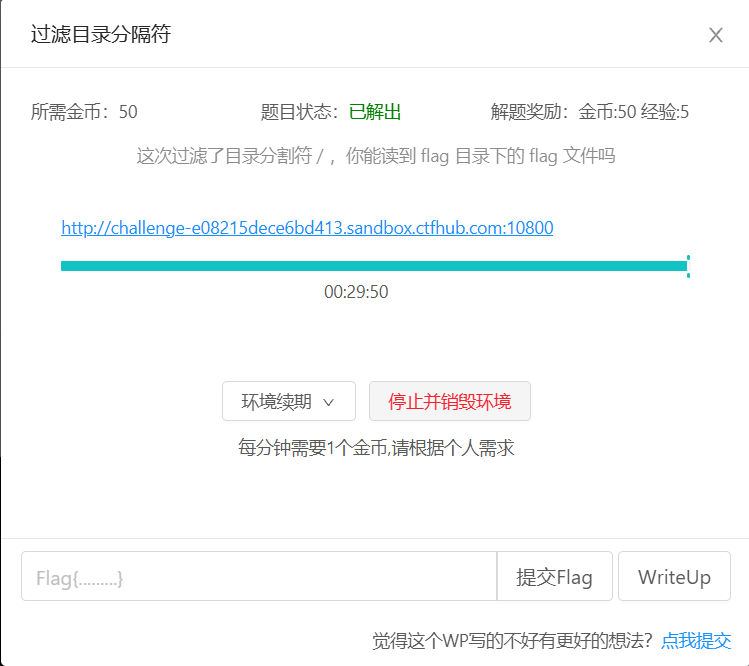 过滤目录分隔符
所需金币：50 题目状态：已解出 解题奖励：金币:50 经验:5
这次过滤了目录分割符 / ，你能读到 flag 目录下的 flag 文件吗
http://challenge-e08215dece6bd413.sandbox.ctfhub.com:10800
00:29:50
环境续期 停止并销毁环境
每分钟需要1个金币,请根据个人需求
Flag{.........} 提交Flag WriteUp
觉得这个WP写的不好有更好的想法？点我提交